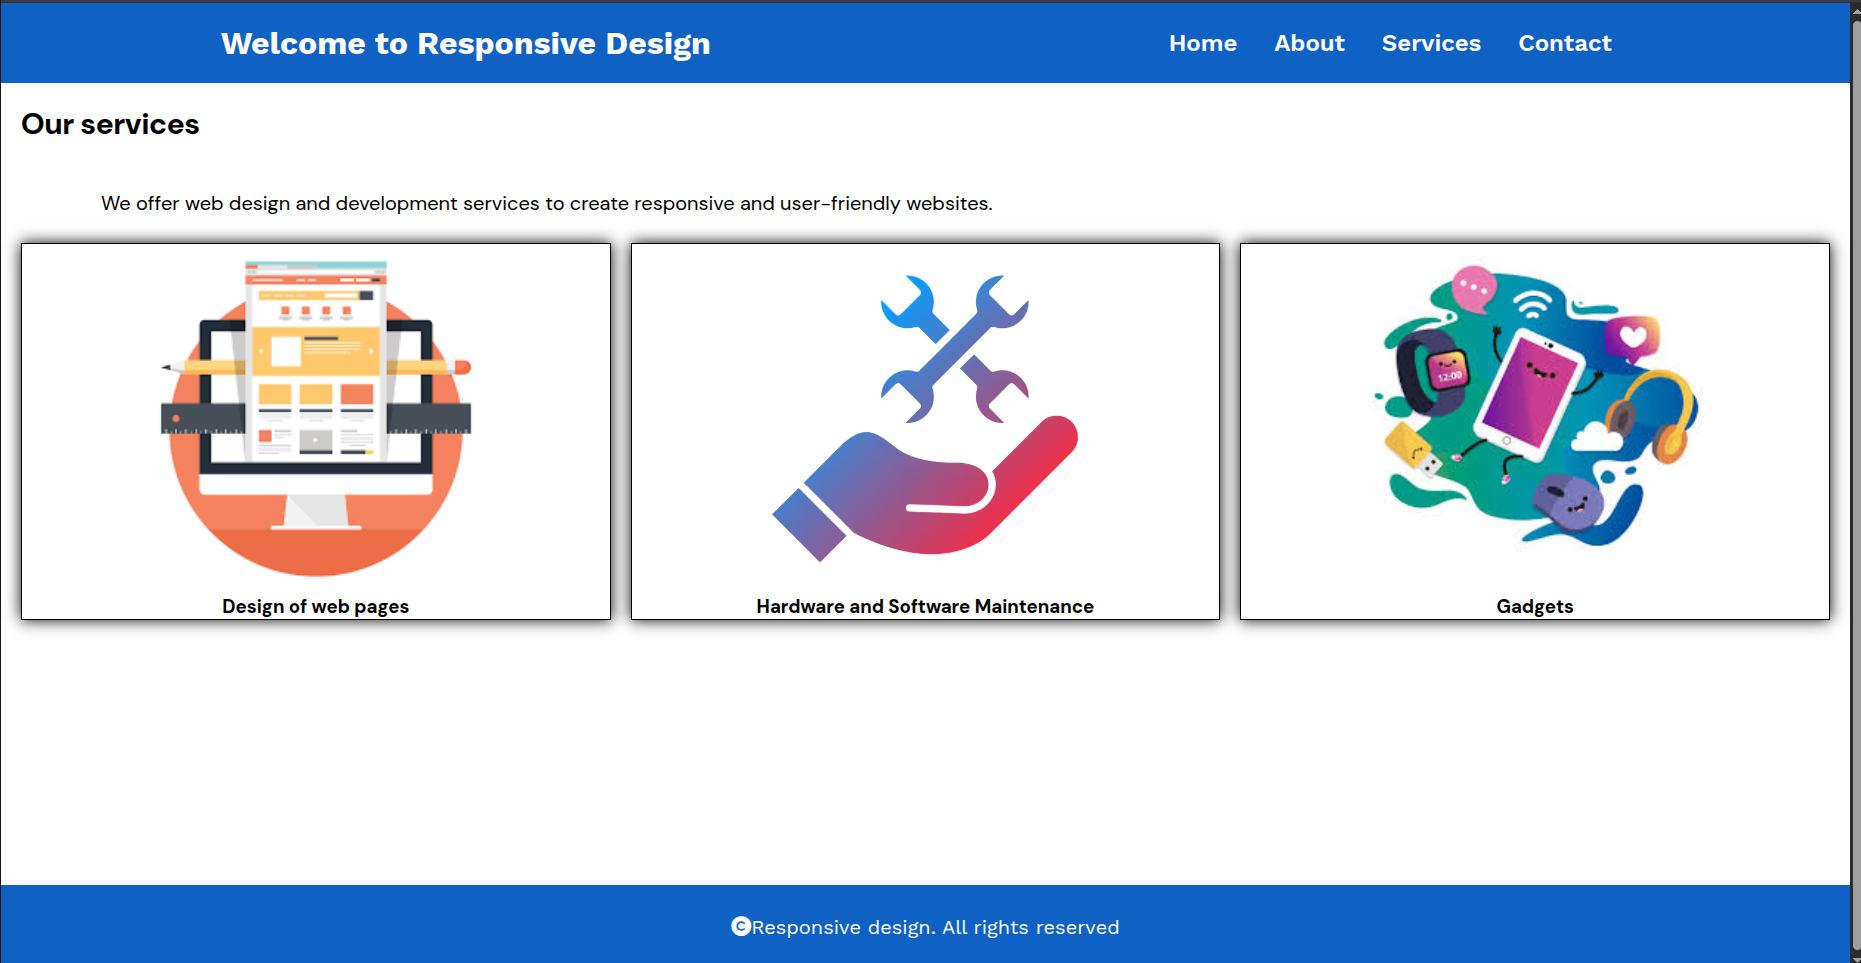 Welcome to Responsive Design
Home About Services Contact
Our services
We offer web design and development services to create responsive and user-friendly websites.
12:00
Design of web pages
Hardware and Software Maintenance
Gadgets
©Responsive design. All rights reserved